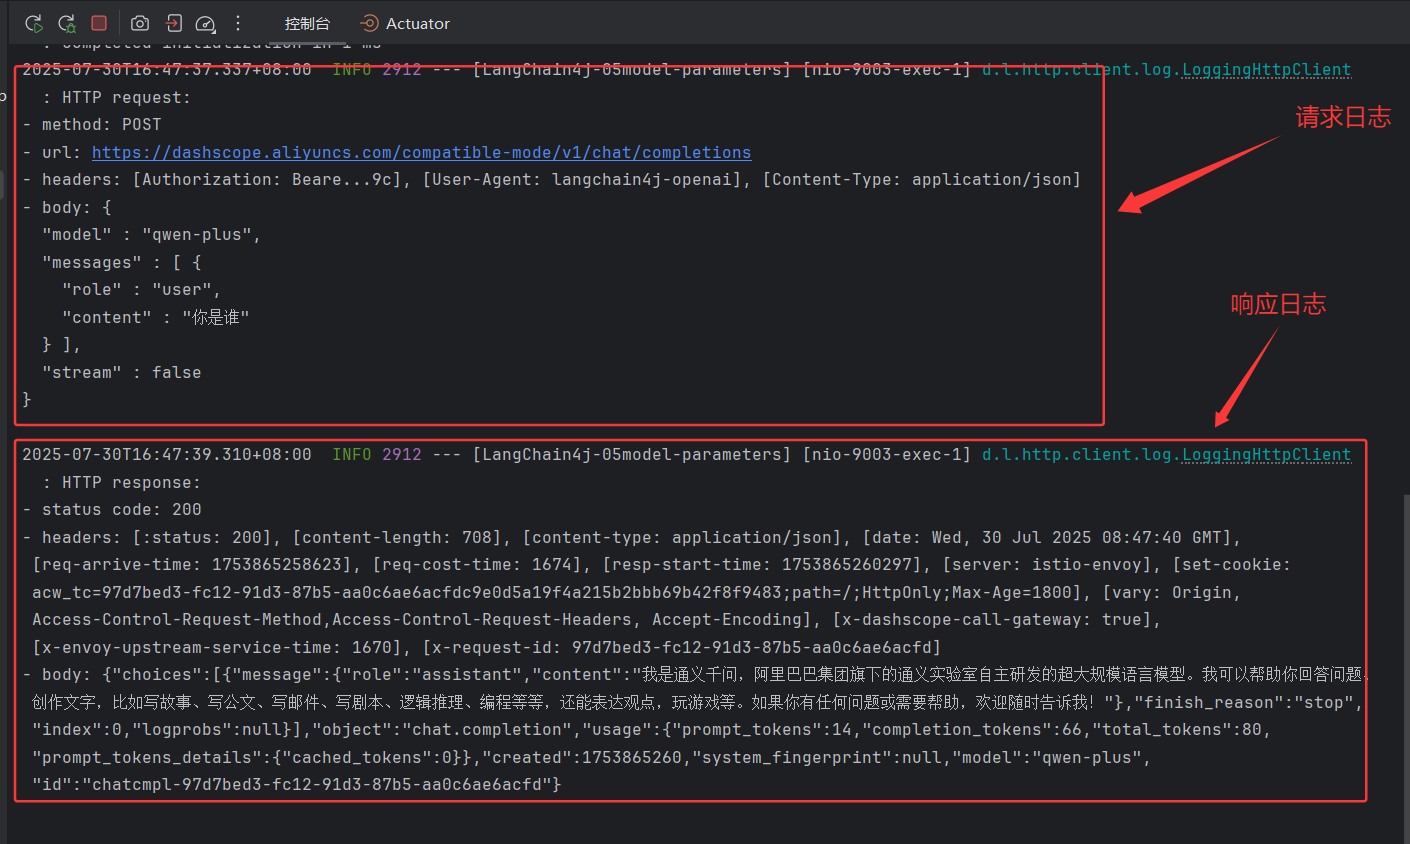 控制台 Actuator
: Completed initialization in 1 ms
2025-07-30T16:47:37.337+08:00  INFO 2912 --- [LangChain4j-05model-parameters] [nio-9003-exec-1] d.l.http.client.log.LoggingHttpClient
: HTTP request:
请求日志
- method: POST
- url: https://dashscope.aliyuncs.com/compatible-mode/v1/chat/completions
- headers: [Authorization: Beare...9c], [User-Agent: langchain4j-openai], [Content-Type: application/json]
- body: {
"model" : "qwen-plus",
"messages" : [ {
"role" : "user",
"content" : "你是谁"
} ],
"stream" : false
}
响应日志
2025-07-30T16:47:39.310+08:00  INFO 2912 --- [LangChain4j-05model-parameters] [nio-9003-exec-1] d.l.http.client.log.LoggingHttpClient
: HTTP response:
- status code: 200
- headers: [:status: 200], [content-length: 708], [content-type: application/json], [date: Wed, 30 Jul 2025 08:47:40 GMT],
[req-arrive-time: 1753865258623], [req-cost-time: 1674], [resp-start-time: 1753865260297], [server: istio-envoy], [set-cookie:
acw_tc=97d7bed3-fc12-91d3-87b5-aa0c6ae6acfdc9e0d5a19f4a215b2bbb69b42f8f9483;path=/;HttpOnly;Max-Age=1800], [vary: Origin,
Access-Control-Request-Method,Access-Control-Request-Headers, Accept-Encoding], [x-dashscope-call-gateway: true],
[x-envoy-upstream-service-time: 1670], [x-request-id: 97d7bed3-fc12-91d3-87b5-aa0c6ae6acfd]
- body: {"choices":[{"message":{"role":"assistant","content":"我是通义千问，阿里巴巴集团旗下的通义实验室自主研发的超大规模语言模型。我可以帮助你回答问题、
创作文字，比如写故事、写公文、写邮件、写剧本、逻辑推理、编程等等，还能表达观点，玩游戏等。如果你有任何问题或需要帮助，欢迎随时告诉我！"},"finish_reason":"stop",
"index":0,"logprobs":null}],"object":"chat.completion","usage":{"prompt_tokens":14,"completion_tokens":66,"total_tokens":80,
"prompt_tokens_details":{"cached_tokens":0}},"created":1753865260,"system_fingerprint":null,"model":"qwen-plus",
"id":"chatcmpl-97d7bed3-fc12-91d3-87b5-aa0c6ae6acfd"}